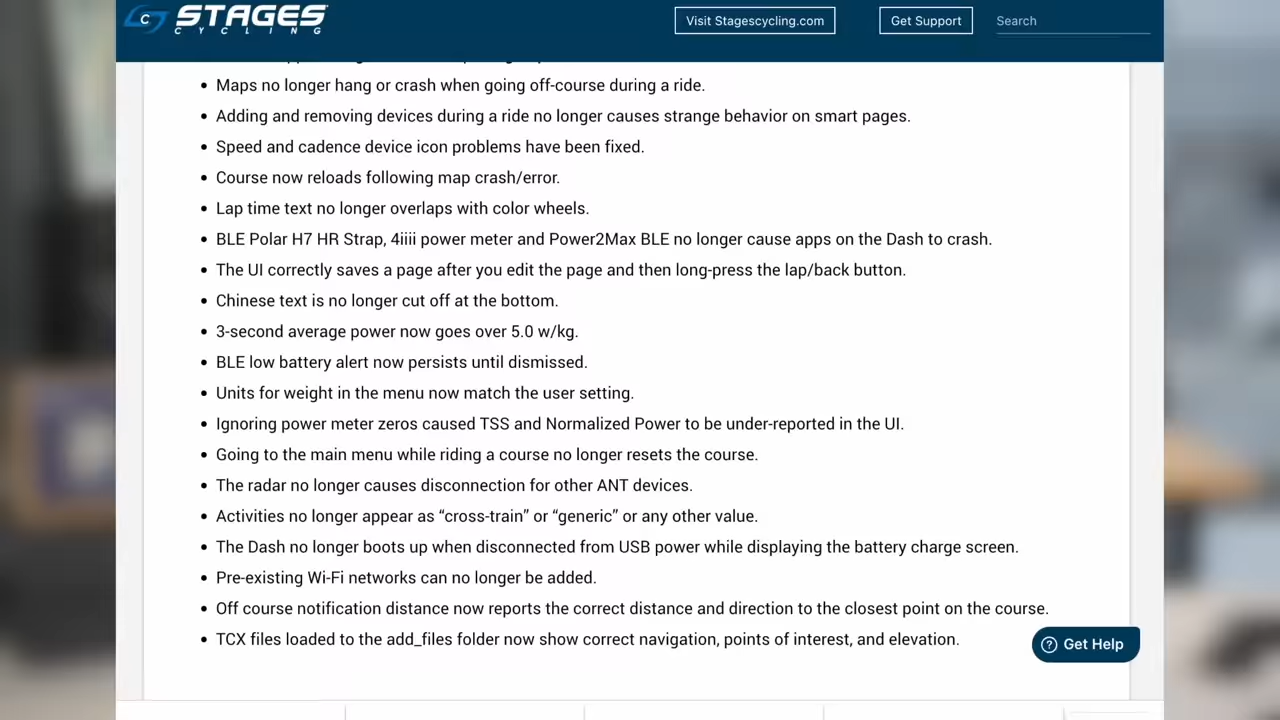 STAGES
CYCLING
Visit Stagescycling.com
Get Support
Search
Maps no longer hang or crash when going off-course during a ride.
Adding and removing devices during a ride no longer causes strange behavior on smart pages.
Speed and cadence device icon problems have been fixed.
Course now reloads following map crash/error.
Lap time text no longer overlaps with color wheels.
BLE Polar H7 HR Strap, 4iiii power meter and Power2Max BLE no longer cause apps on the Dash to crash.
The UI correctly saves a page after you edit the page and then long-press the lap/back button.
Chinese text is no longer cut off at the bottom.
3-second average power now goes over 5.0 w/kg.
BLE low battery alert now persists until dismissed.
Units for weight in the menu now match the user setting.
Ignoring power meter zeros caused TSS and Normalized Power to be under-reported in the UI.
Going to the main menu while riding a course no longer resets the course.
The radar no longer causes disconnection for other ANT devices.
Activities no longer appear as “cross-train” or “generic” or any other value.
The Dash no longer boots up when disconnected from USB power while displaying the battery charge screen.
Pre-existing Wi-Fi networks can no longer be added.
Off course notification distance now reports the correct distance and direction to the closest point on the course.
TCX files loaded to the add_files folder now show correct navigation, points of interest, and elevation.
Get Help